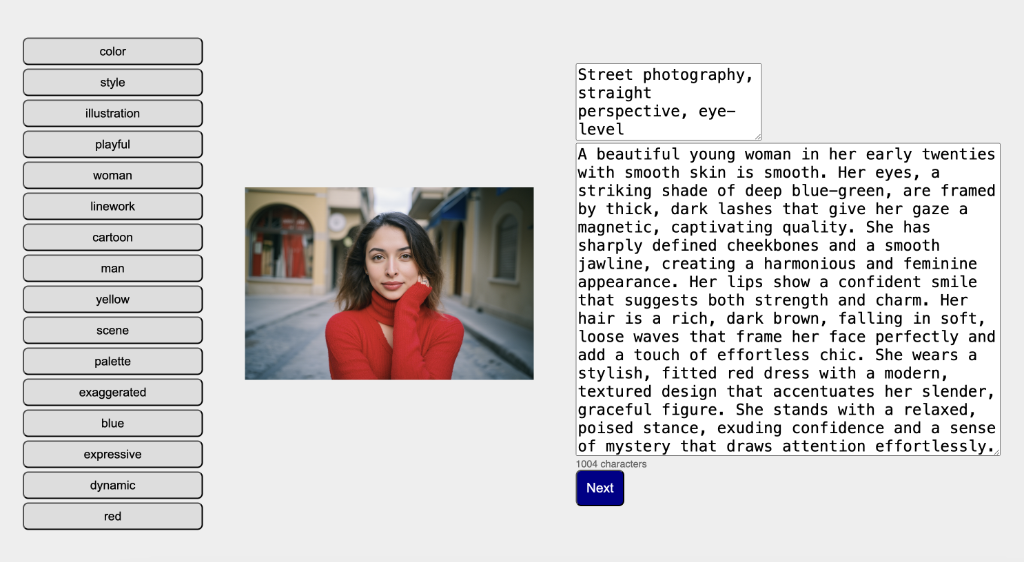 color
style
illustration
playful
woman
linework
cartoon
man
yellow
scene
palette
exaggerated
blue
expressive
dynamic
red
Street photography,
straight
perspective, eye-
level
A beautiful young woman in her early twenties
with smooth skin is smooth. Her eyes, a
striking shade of deep blue-green, are framed
by thick, dark lashes that give her gaze a
magnetic, captivating quality. She has
sharply defined cheekbones and a smooth
jawline, creating a harmonious and feminine
appearance. Her lips show a confident smile
that suggests both strength and charm. Her
hair is a rich, dark brown, falling in soft,
loose waves that frame her face perfectly and
add a touch of effortless chic. She wears a
stylish, fitted red dress with a modern,
textured design that accentuates her slender,
graceful figure. She stands with a relaxed,
poised stance, exuding confidence and a sense
of mystery that draws attention effortlessly.
1004 characters
Next